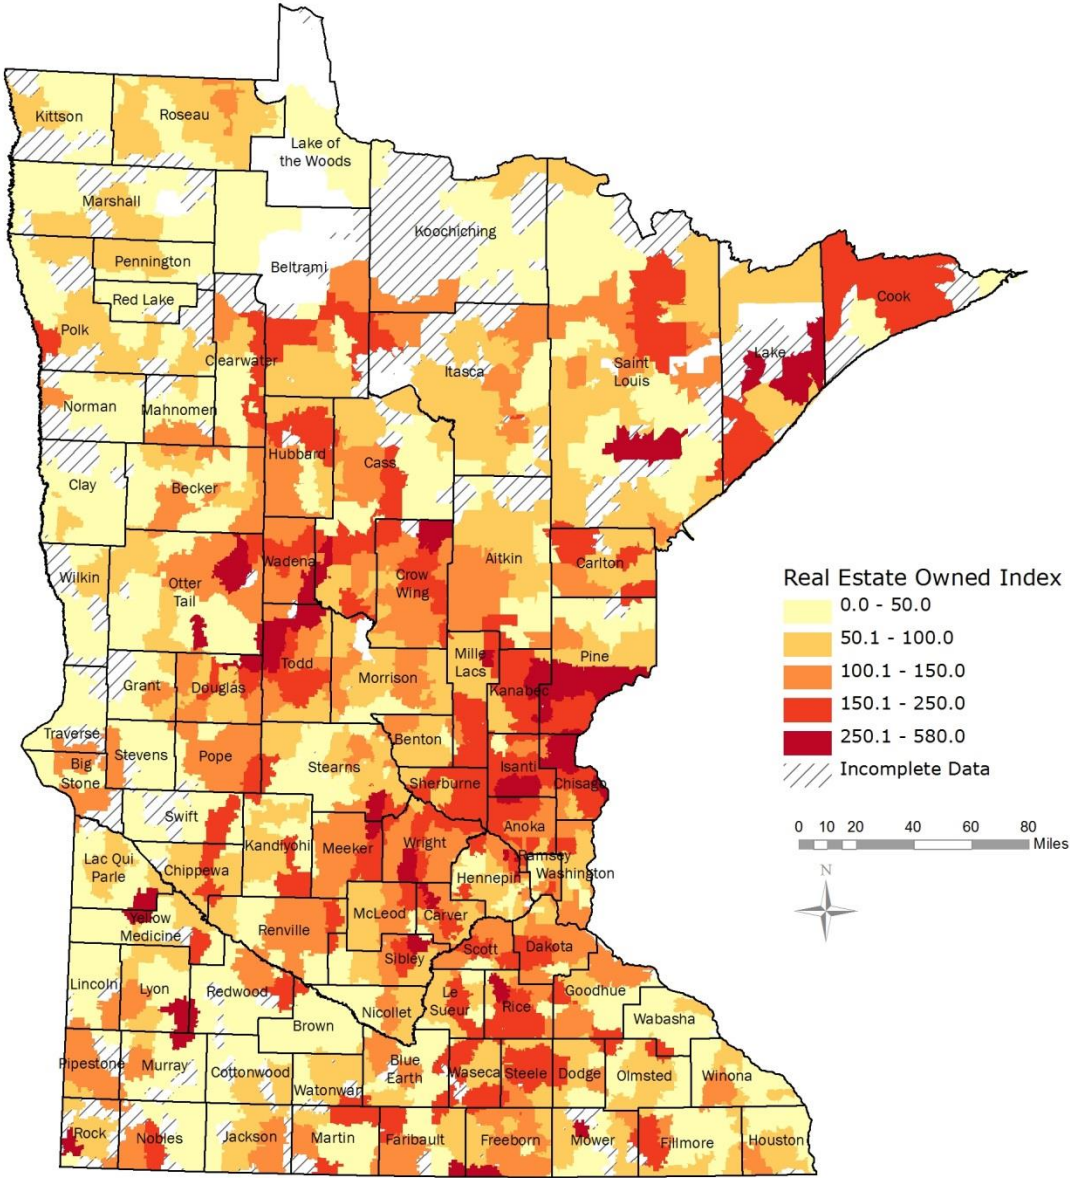 Kittson
Roseau
Lake of
the Woods
Marshall
Koochiching
Pennington
Beltrami
Red Lake
Cook
Polk
Clearwater
Lake
Itasca
Saint
Louis
Norman
Mahnomen
Hubbard
Cass
Clay
Becker
Wadena
Aitkin
Carlton
Wilkin
Otter
Tail
Crow
Wing
Real Estate Owned Index
0.0 - 50.0
50.1 - 100.0
100.1 - 150.0
150.1 - 250.0
250.1 - 580.0
Incomplete Data
Mille
Lacs
Pine
Todd
Grant
Douglas
Morrison
Kanabec
Traverse
Big
Stone
Stevens
Pope
Stearns
Benton
Isanti
Sherburne
Chisago
Swift
Anoka
0 10 20 40 60 80
Miles
Kandiyohi
Meeker
Wright
Ramsey
Lac Qui
Parle
Chippewa
Hennepin
Washington
N
McLeod
Carver
Yellow
Medicine
Renville
Sibley
Scott
Dakota
Lincoln
Lyon
Redwood
Le
Sueur
Rice
Goodhue
Nicollet
Brown
Wabasha
Pipestone
Murray
Cottonwood
Watonwan
Blue
Earth
Waseca
Steele
Dodge
Olmsted
Winona
Rock
Nobles
Jackson
Martin
Faribault
Freeborn
Mower
Fillmore
Houston